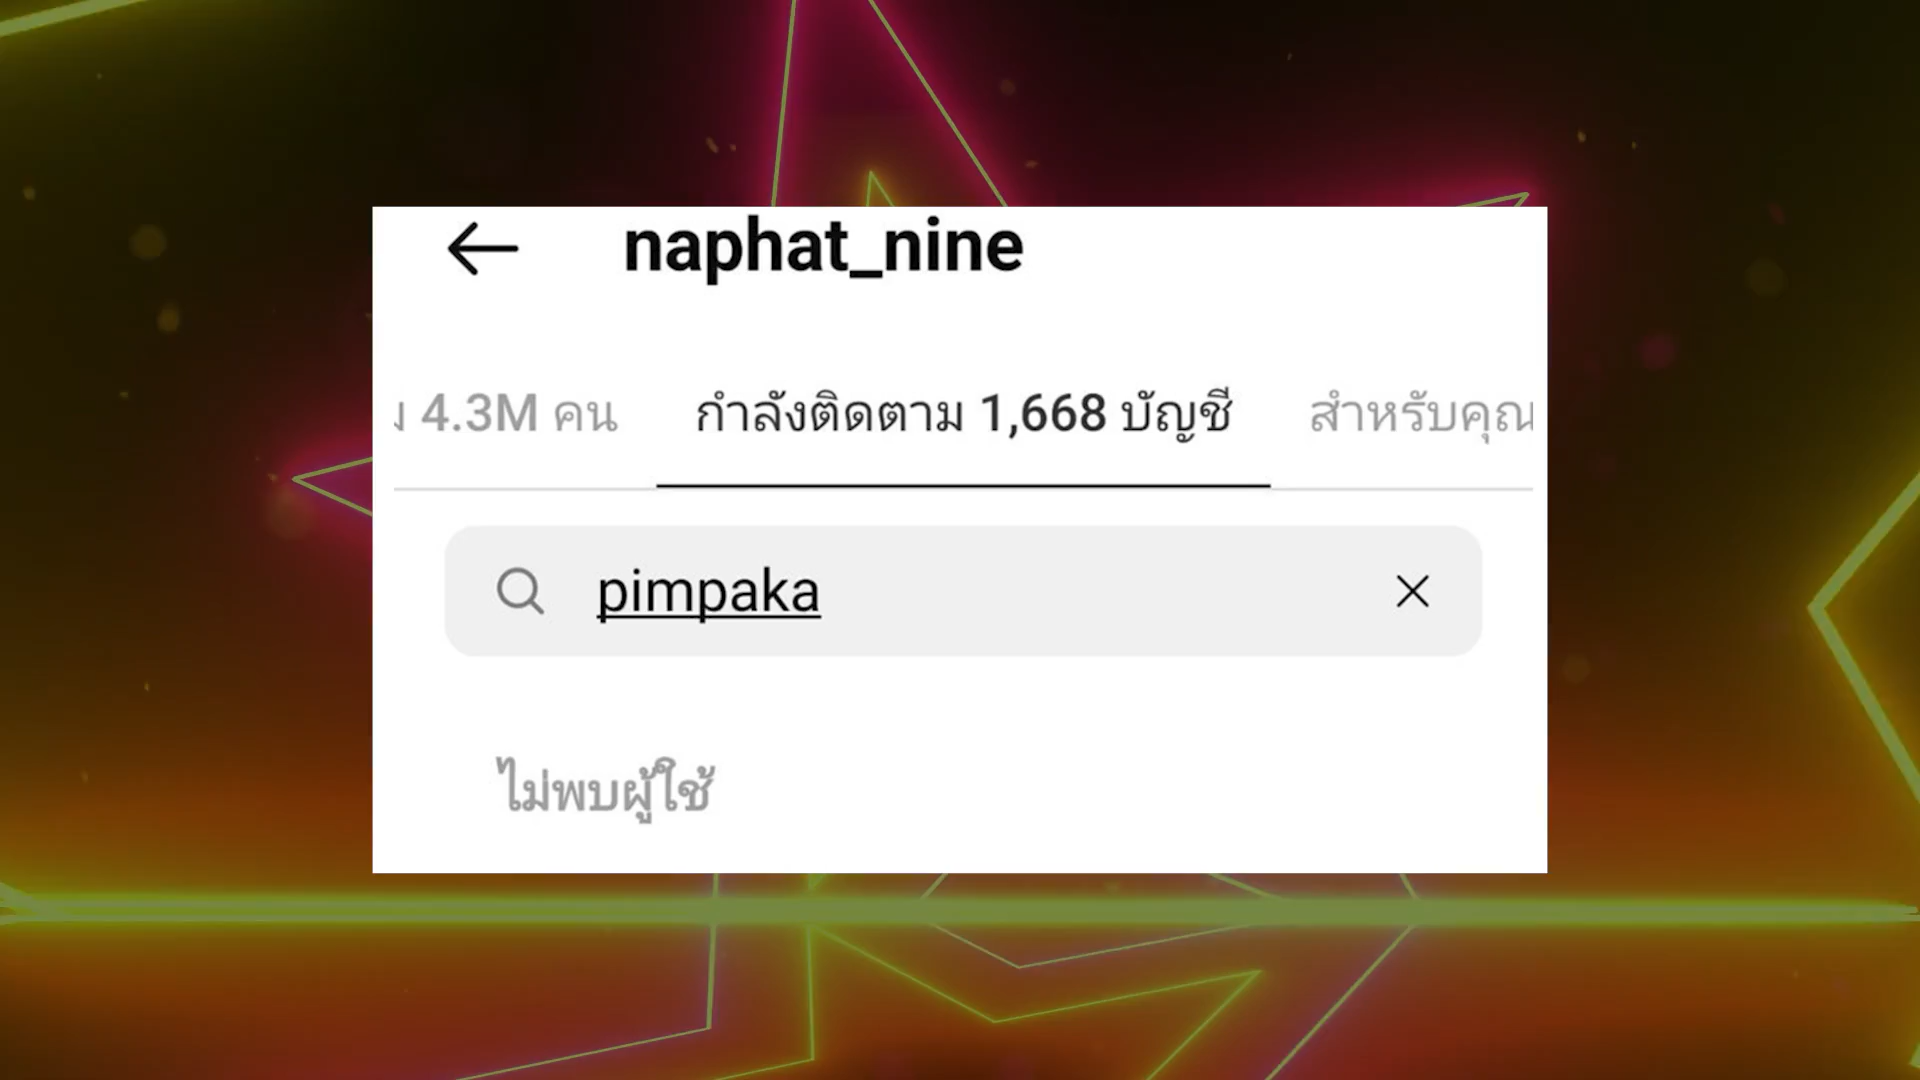 naphat_nine
4.3M คน กำลังติดตาม 1,668 บัญชี สำหรับคุณ
pimpaka
ไม่พบผู้ใช้